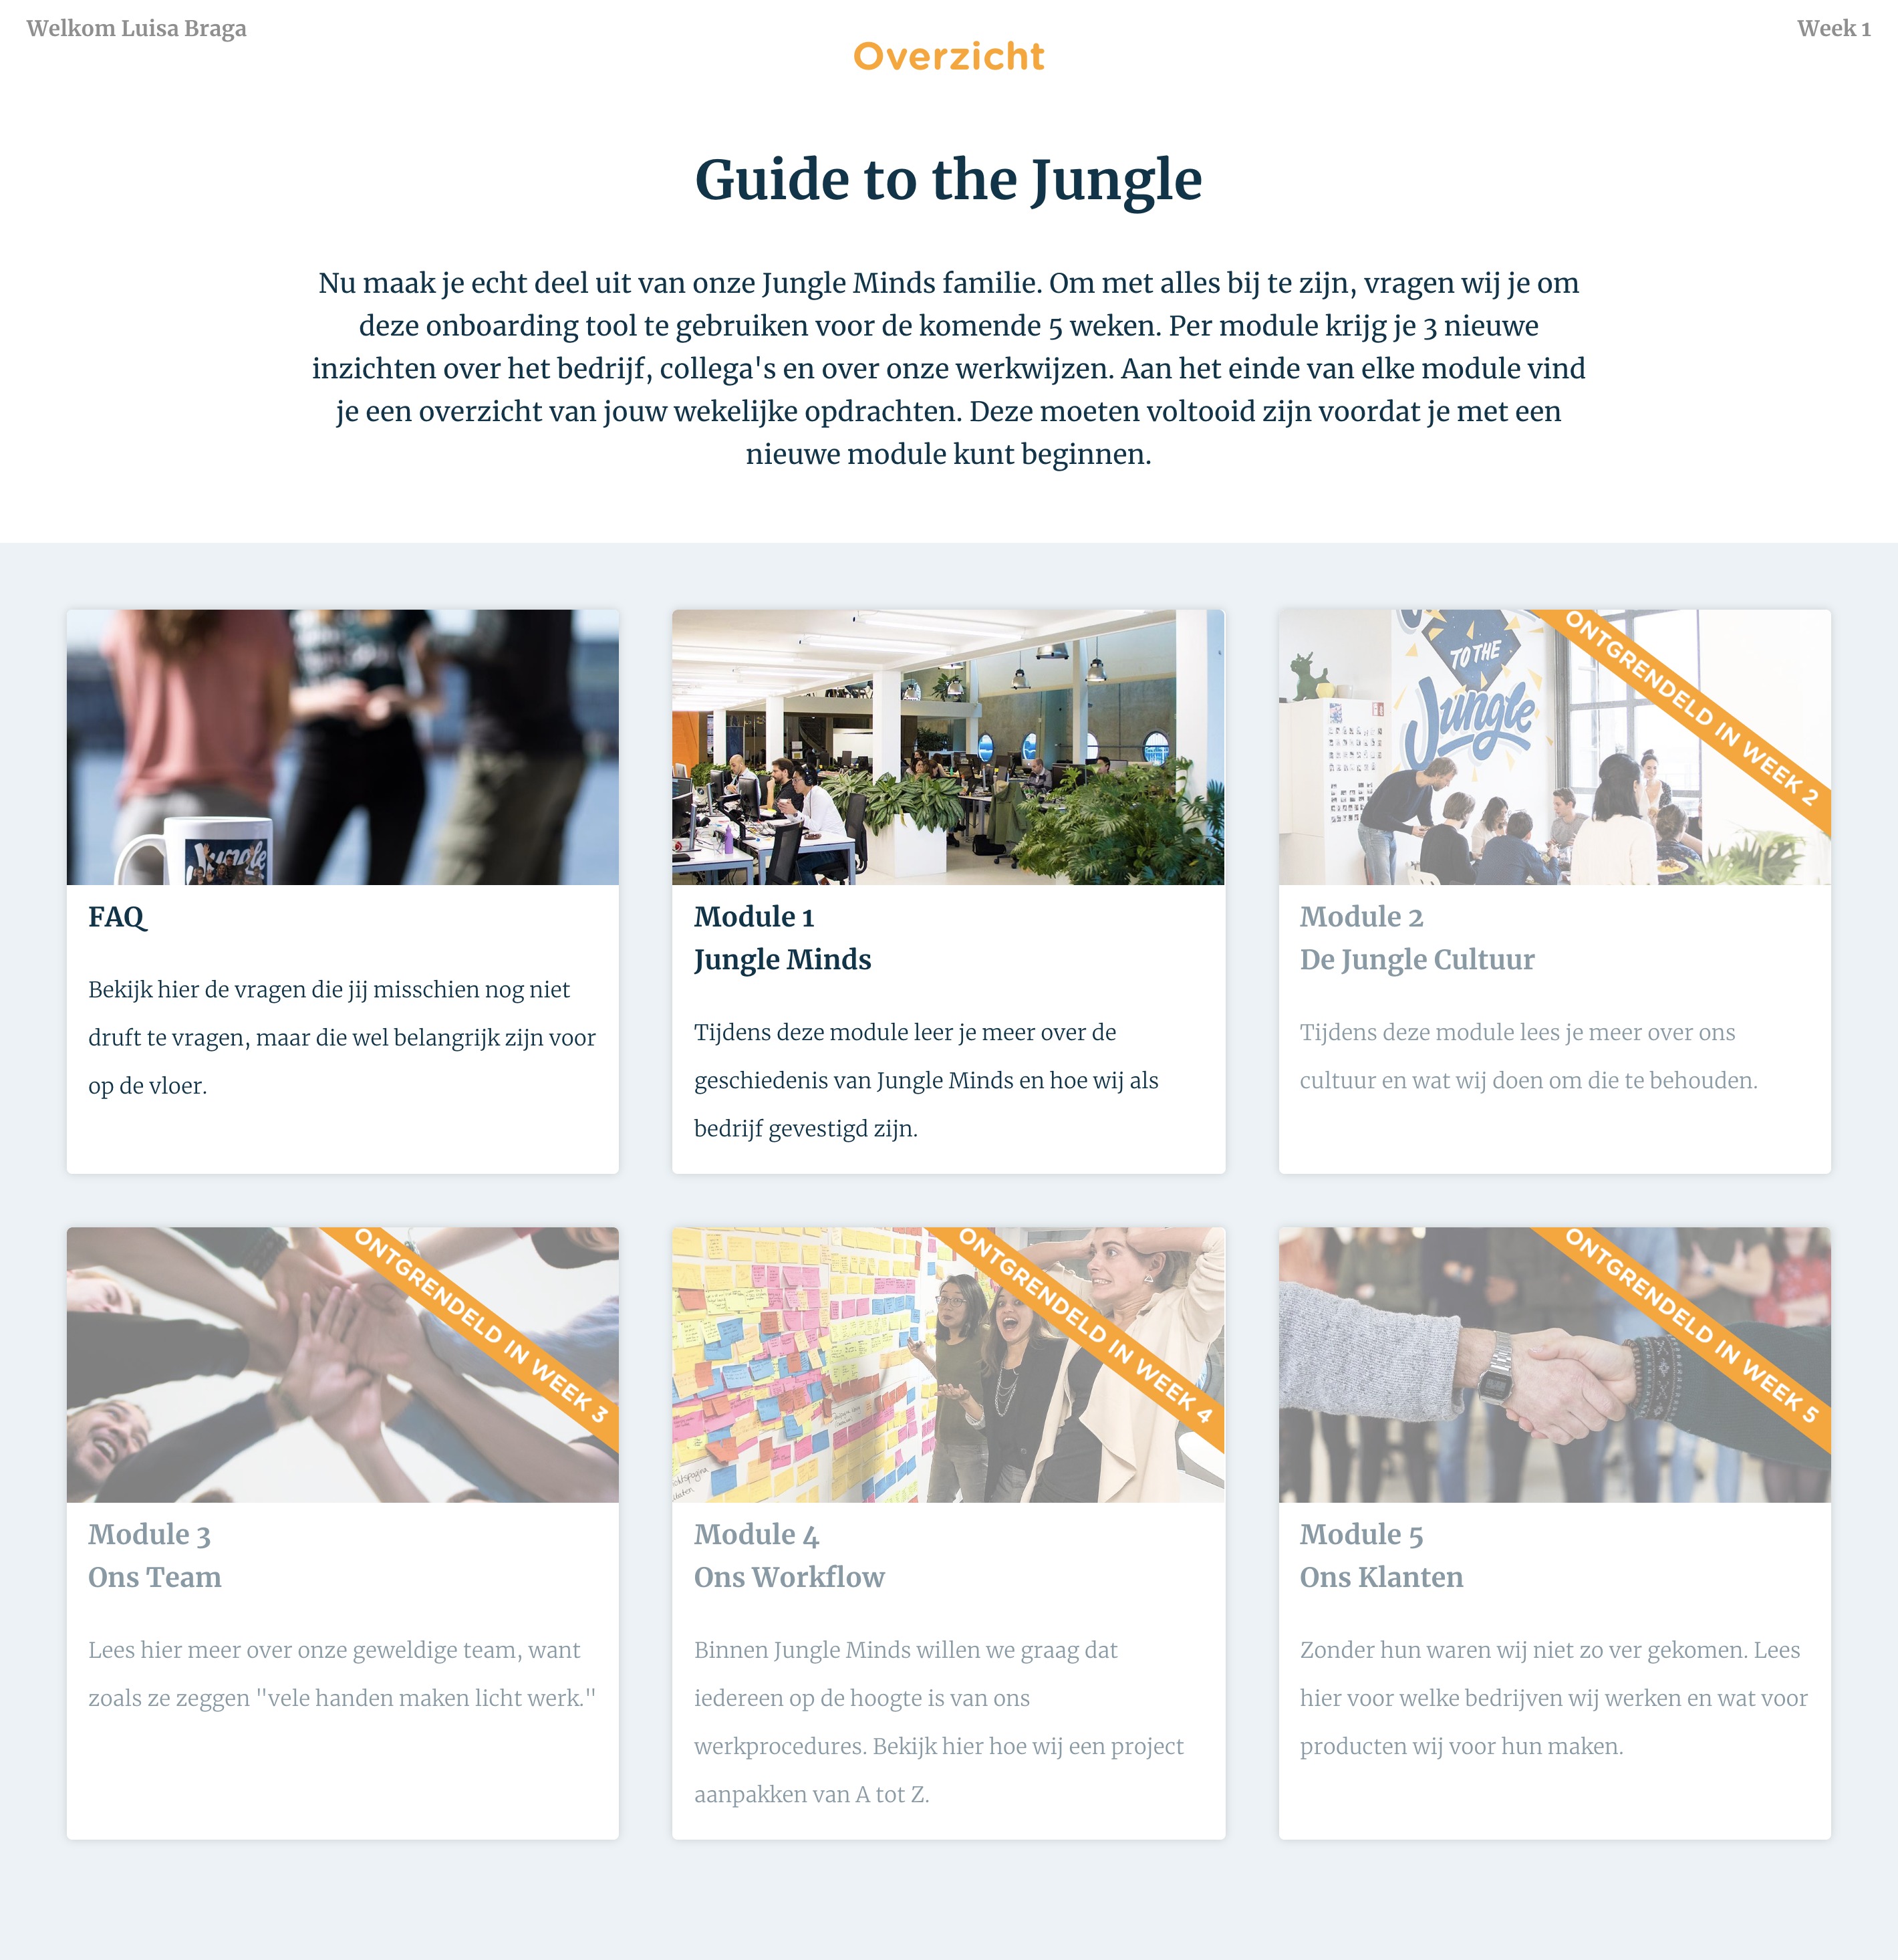 Welkom Luisa Braga
Week 1
Overzicht
Guide to the Jungle
Nu maak je echt deel uit van onze Jungle Minds familie. Om met alles bij te zijn, vragen wij je om
deze onboarding tool te gebruiken voor de komende 5 weken. Per module krijg je 3 nieuwe
inzichten over het bedrijf, collega's en over onze werkwijzen. Aan het einde van elke module vind
je een overzicht van jouw wekelijke opdrachten. Deze moeten voltooid zijn voordat je met een
nieuwe module kunt beginnen.
Jungle
FAQ
Bekijk hier de vragen die jij misschien nog niet
druft te vragen, maar die wel belangrijk zijn voor
op de vloer.
Module 1
Jungle Minds
Tijdens deze module leer je meer over de
geschiedenis van Jungle Minds en hoe wij als
bedrijf gevestigd zijn.
TO THE
Jungle
ONTGRENDELD IN WEEK 2
Module 2
De Jungle Cultuur
Tijdens deze module lees je meer over ons
cultuur en wat wij doen om die te behouden.
ONTGRENDELD IN WEEK 3
Module 3
Ons Team
Lees hier meer over onze geweldige team, want
zoals ze zeggen "vele handen maken licht werk."
ONTGRENDELD IN WEEK 4
Module 4
Ons Workflow
Binnen Jungle Minds willen we graag dat
iedereen op de hoogte is van ons
werkprocedures. Bekijk hier hoe wij een project
aanpakken van A tot Z.
ONTGRENDELD IN WEEK 5
Module 5
Ons Klanten
Zonder hun waren wij niet zo ver gekomen. Lees
hier voor welke bedrijven wij werken en wat voor
producten wij voor hun maken.